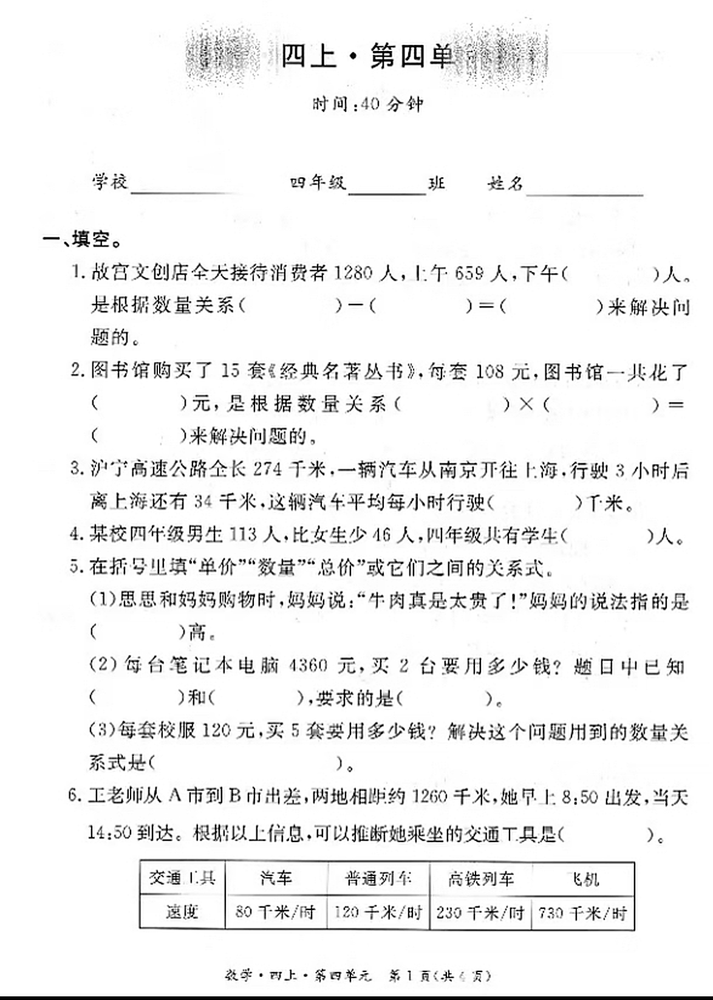 四上·第四单
时间:40 分钟
学校 四年级 班 姓名
一、填空。
1. 故宫文创店全天接待消费者 1280 人,上午 659 人,下午( )人。
是根据数量关系( )-( )=( )来解决问
题的。
2. 图书馆购买了 15 套《经典名著丛书》,每套 108 元,图书馆一共花了
( )元,是根据数量关系( )×( )=
( )来解决问题的。
3. 沪宁高速公路全长 274 千米,一辆汽车从南京开往上海,行驶 3 小时后
离上海还有 34 千米,这辆汽车平均每小时行驶( )千米。
4. 某校四年级男生 113 人,比女生少 46 人,四年级共有学生( )人。
5. 在括号里填“单价”“数量”“总价”或它们之间的关系式。
(1)思思和妈妈购物时,妈妈说:“牛肉真是太贵了!”妈妈的说法指的是
( )高。
(2)每台笔记本电脑 4360 元,买 2 台要用多少钱? 题目中已知
( )和( ),要求的是( )。
(3)每套校服 120 元,买 5 套要用多少钱? 解决这个问题用到的数量关
系式是( )。
6. 王老师从 A 市到 B 市出差,两地相距约 1260 千米,她早上 8:50 出发,当天
14:50 到达。根据以上信息,可以推断她乘坐的交通工具是( )。
交通工具 汽车 普通列车 高铁列车 飞机
速度 80 千米/时 120 千米/时 230 千米/时 730 千米/时
数学·四上·第四单元 第 1 页(共 页)